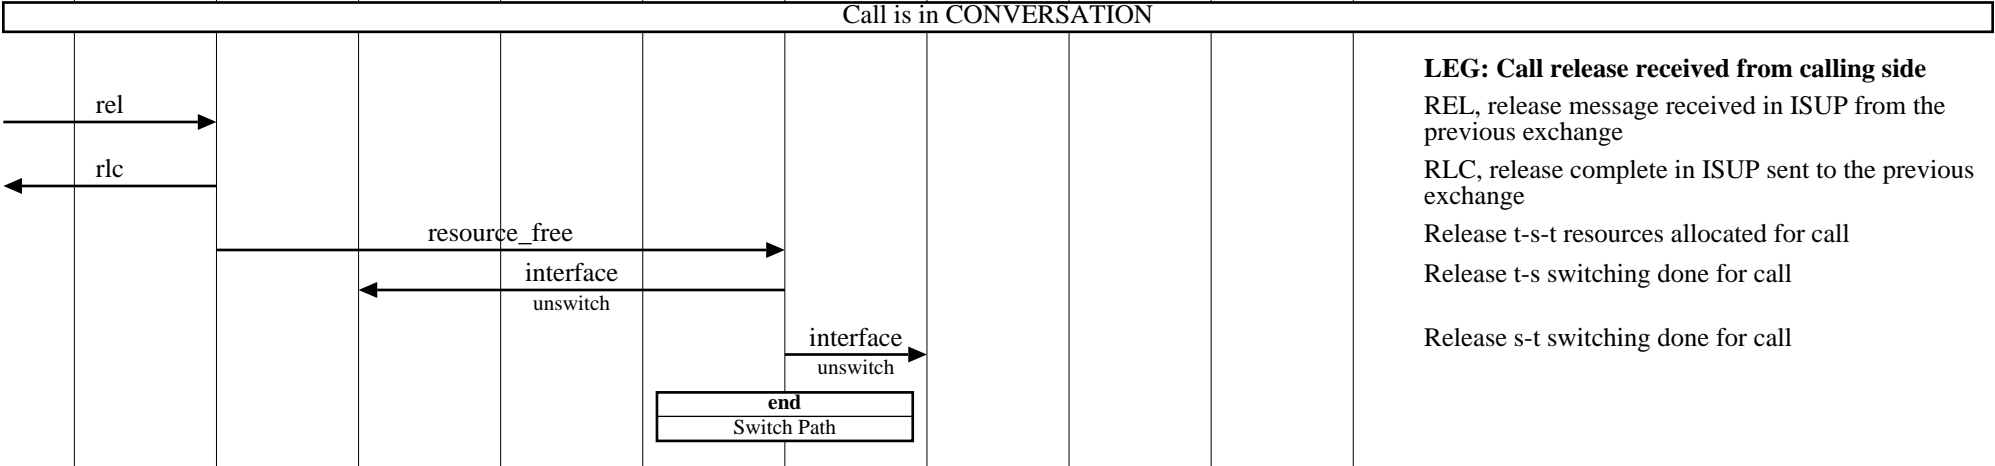 Call is in CONVERSATION
LEG: Call release received from calling side
rel
REL, release message received in ISUP from the
previous exchange
rlc
RLC, release complete in ISUP sent to the previous
exchange
resource_free
Release t-s-t resources allocated for call
interface
Release t-s switching done for call
unswitch
interface
Release s-t switching done for call
unswitch
end
Switch Path